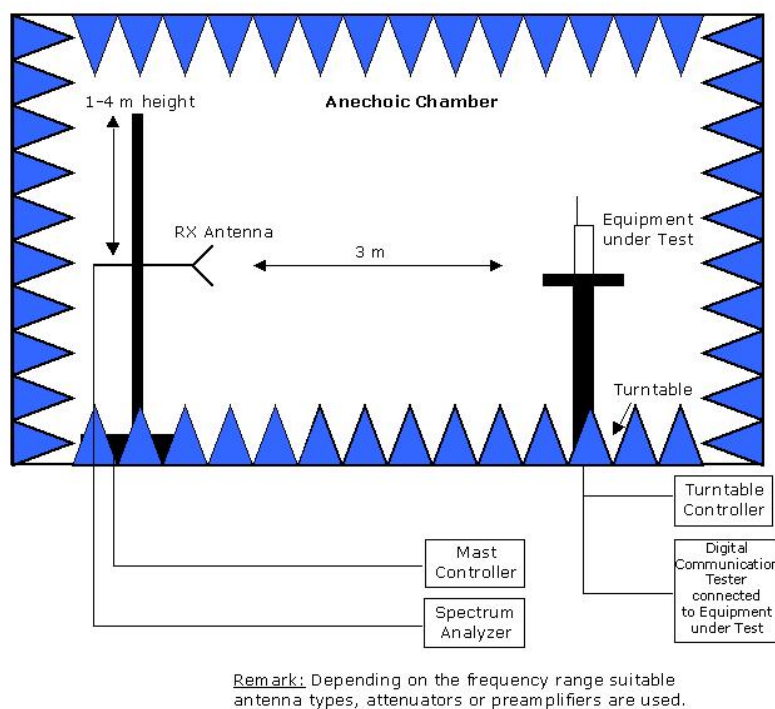 1-4 m height
Anechoic Chamber
RX Antenna
Equipment
under Test
3 m
Turntable
Turntable
Controller
Mast
Controller
Digital
Communication
Tester
connected
to Equipment
under Test
Spectrum
Analyzer
Remark: Depending on the frequency range suitable
antenna types, attenuators or preamplifiers are used.